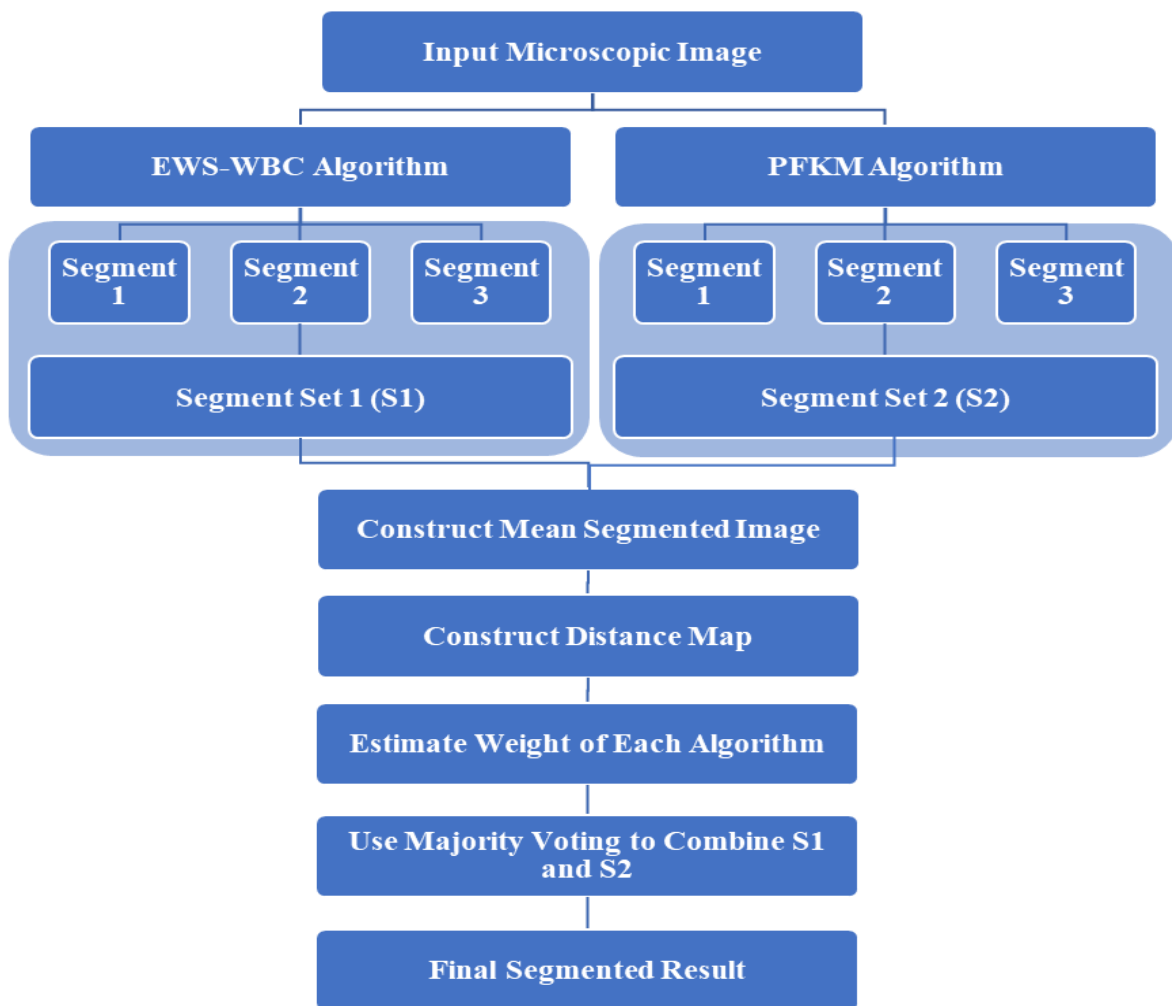 Input Microscopic Image
EWS-WBC Algorithm
PFKM Algorithm
Segment
1
Segment
2
Segment
3
Segment
1
Segment
2
Segment
3
Segment Set 1 (S1)
Segment Set 2 (S2)
Construct Mean Segmented Image
Construct Distance Map
Estimate Weight of Each Algorithm
Use Majority Voting to Combine S1
and S2
Final Segmented Result